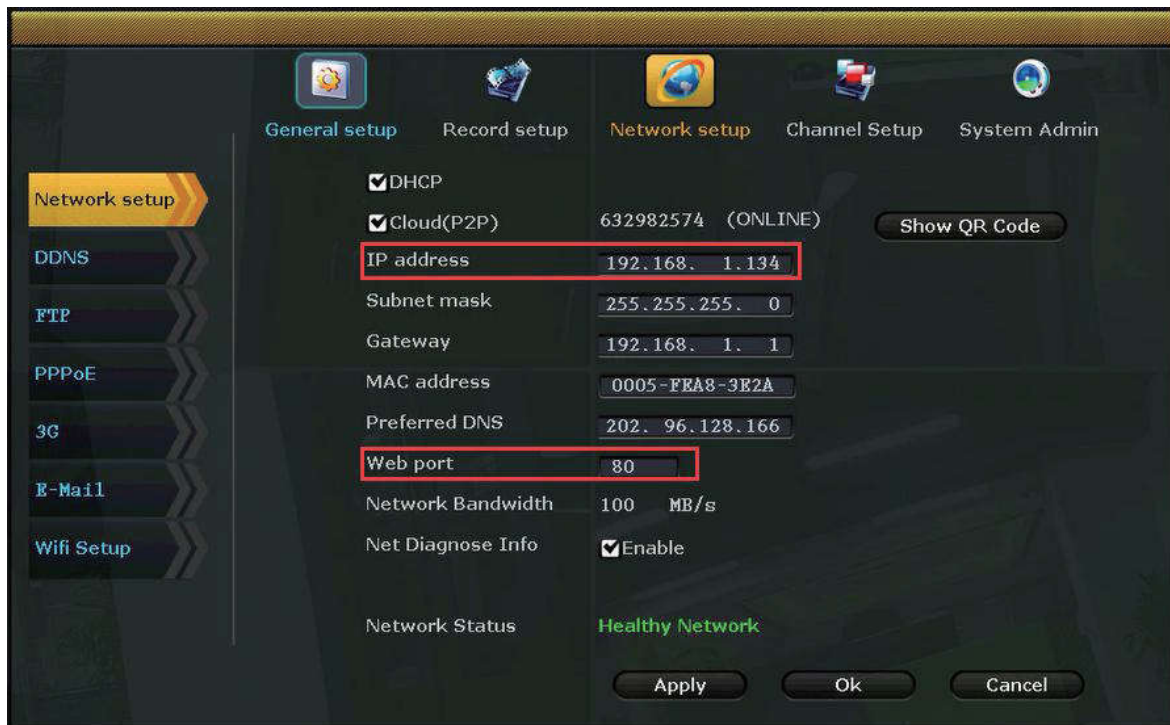 General setup Record setup Network setup Channel Setup System Admin
Network setup
DDNS
FTP
PPPoE
3G
E-Mail
Wifi Setup
DHCP
Cloud(P2P) 632982574 (ONLINE) Show QR Code
IP address 192.168. 1.134
Subnet mask 255.255.255. 0
Gateway 192.168. 1. 1
MAC address 0005-FEA8-3E2A
Preferred DNS 202. 96.128.166
Web port 80
Network Bandwidth 100 MB/s
Net Diagnose Info Enable
Network Status Healthy Network
Apply Ok Cancel